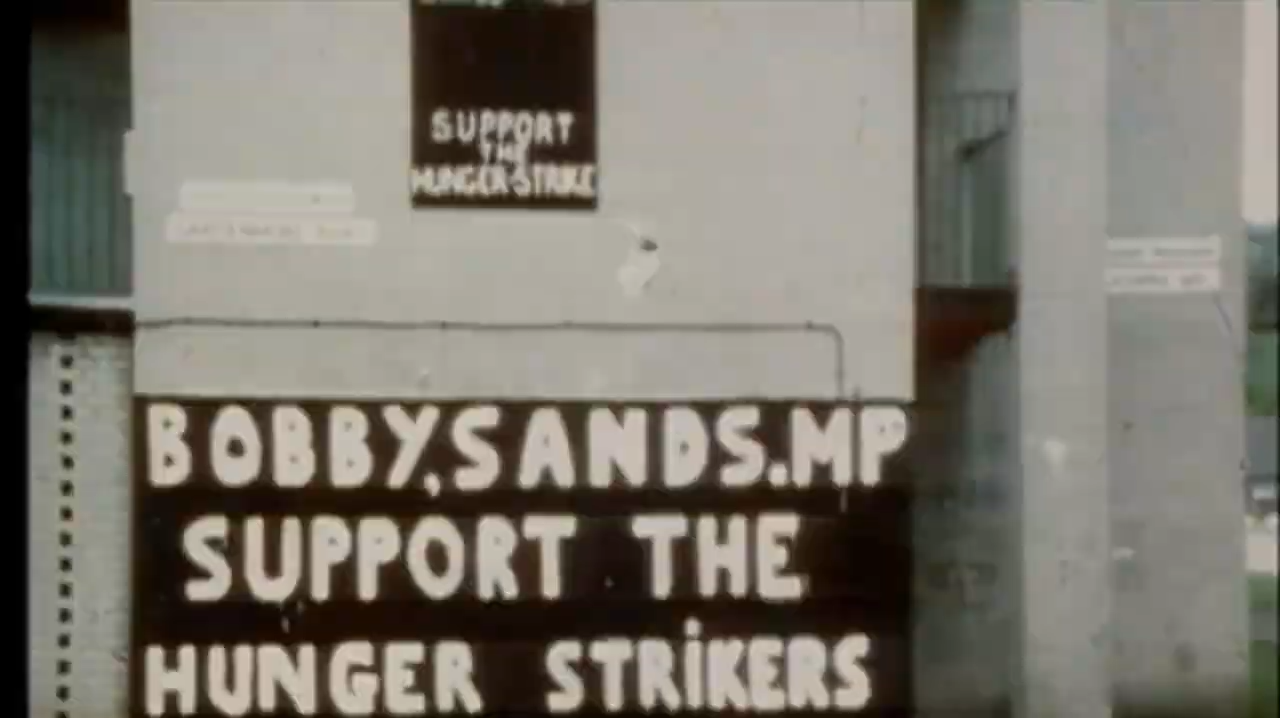 SUPPORT
THE
HUNGER-STRIKE
BOBBY,SANDS.MP
SUPPORT THE
HUNGER STRiKERS